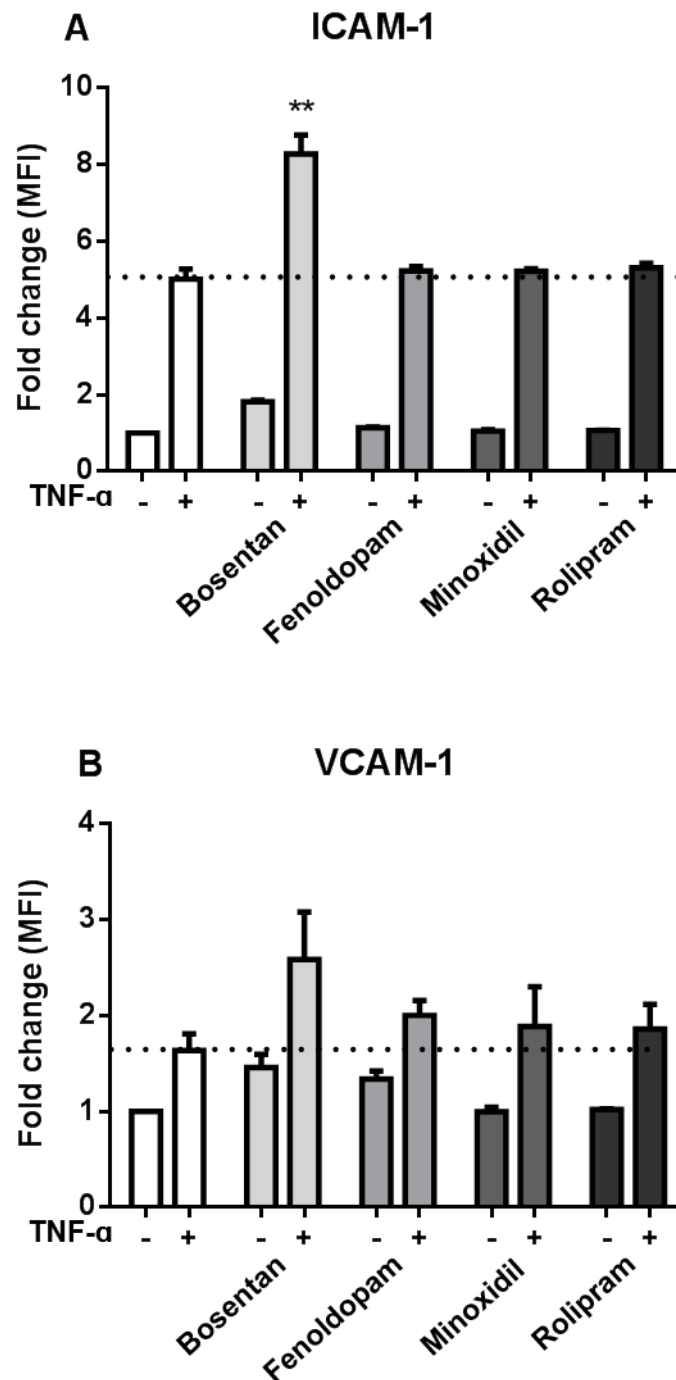 A ICAM-1
Fold change (MFI)
10
8
6
4
2
0
**
TNF-α - + - + - + - + - +
Bosentan
Fenoldopam
Minoxidil
Rolipram
B VCAM-1
Fold change (MFI)
4
3
2
1
0
TNF-α - + - + - + - + - +
Bosentan
Fenoldopam
Minoxidil
Rolipram